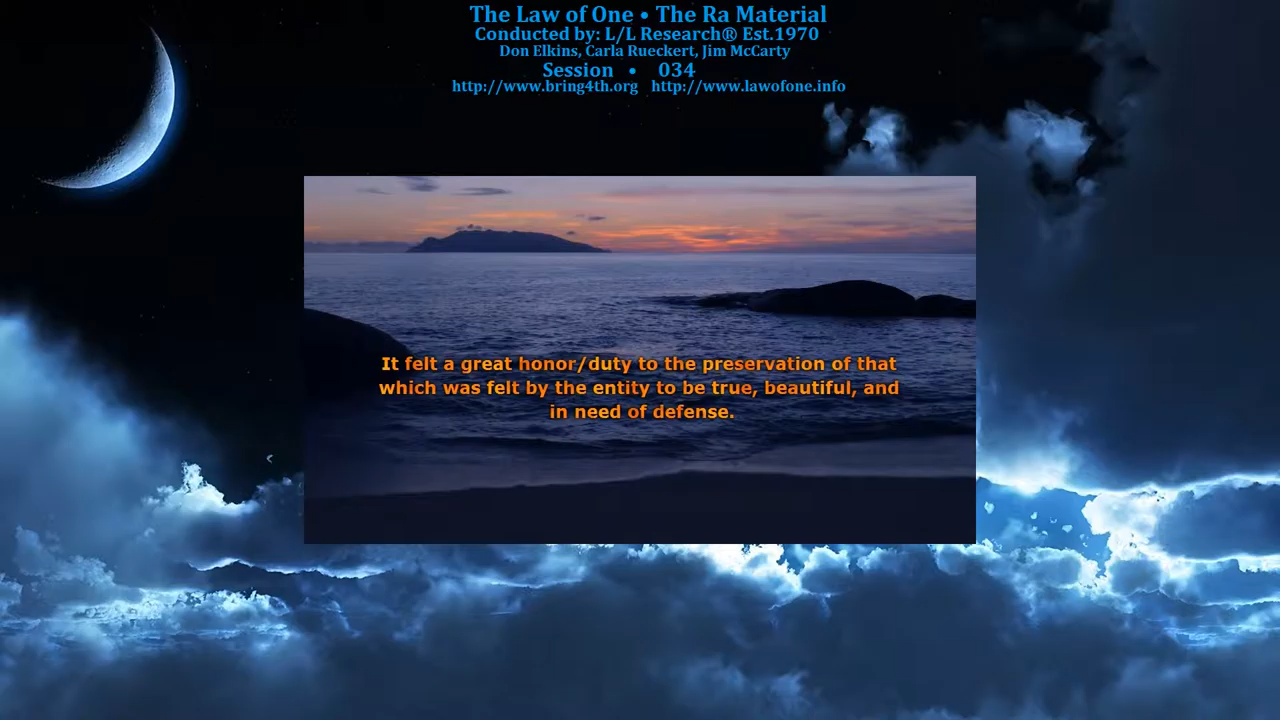 The Law of One • The Ra Material
Conducted by: L/L Research® Est.1970
Don Elkins, Carla Rueckert, Jim McCarty
Session • 034
http://www.bring4th.org http://www.lawofone.info
It felt a great honor/duty to the preservation of that
which was felt by the entity to be true, beautiful, and
in need of defense.